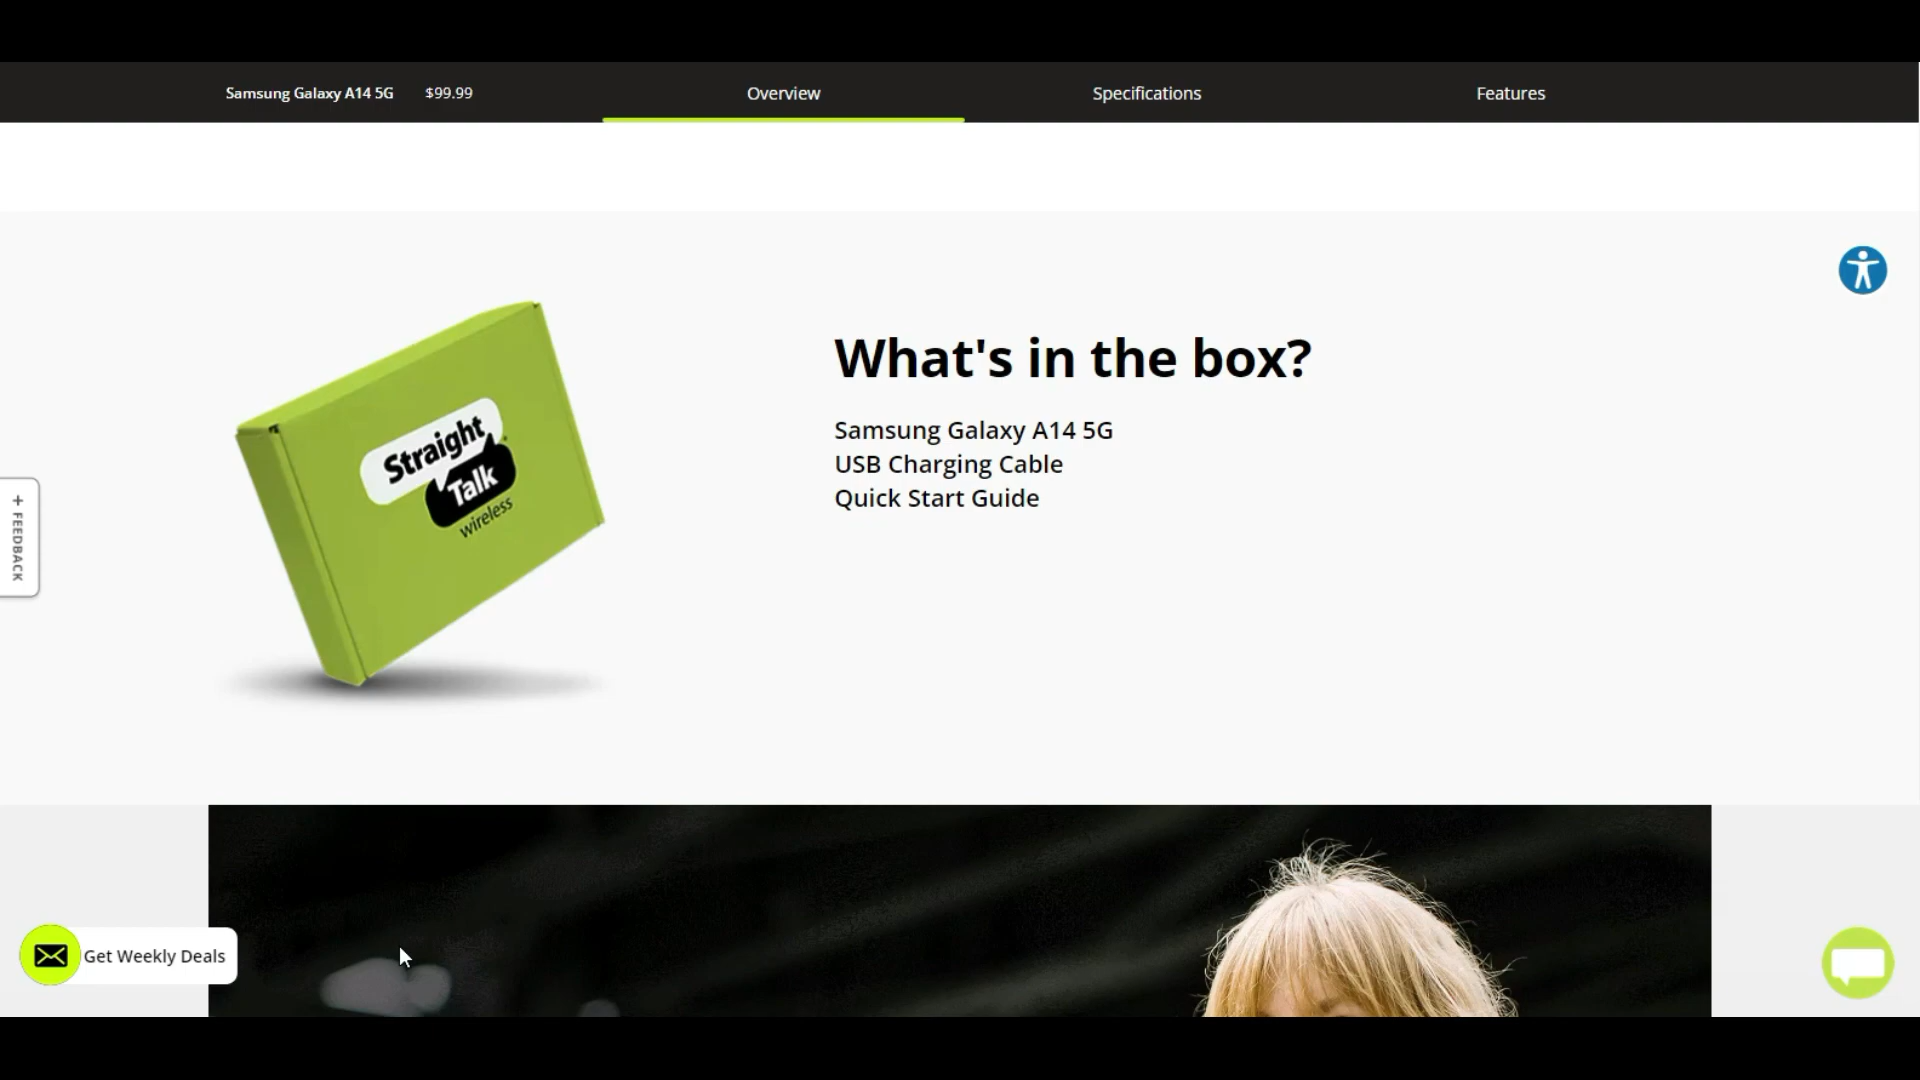 Samsung Galaxy A14 5G $99.99 Overview Specifications Features
What's in the box?
Samsung Galaxy A14 5G
USB Charging Cable
Quick Start Guide
Straight
Talk
wireless
+ FEEDBACK
Get Weekly Deals